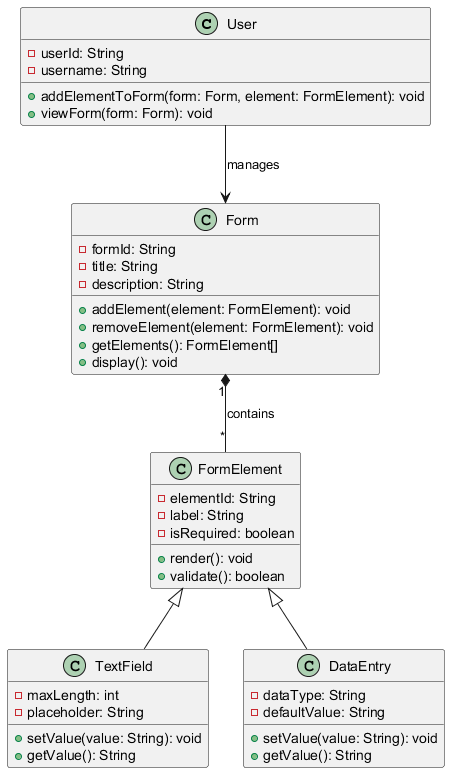 C User
userId: String
username: String
addElementToForm(form: Form, element: FormElement): void
viewForm(form: Form): void
manages
C Form
formId: String
title: String
description: String
addElement(element: FormElement): void
removeElement(element: FormElement): void
getElements(): FormElement[]
display(): void
1
contains
*
C FormElement
elementId: String
label: String
isRequired: boolean
render(): void
validate(): boolean
C TextField
maxLength: int
placeholder: String
setValue(value: String): void
getValue(): String
C DataEntry
dataType: String
defaultValue: String
setValue(value: String): void
getValue(): String